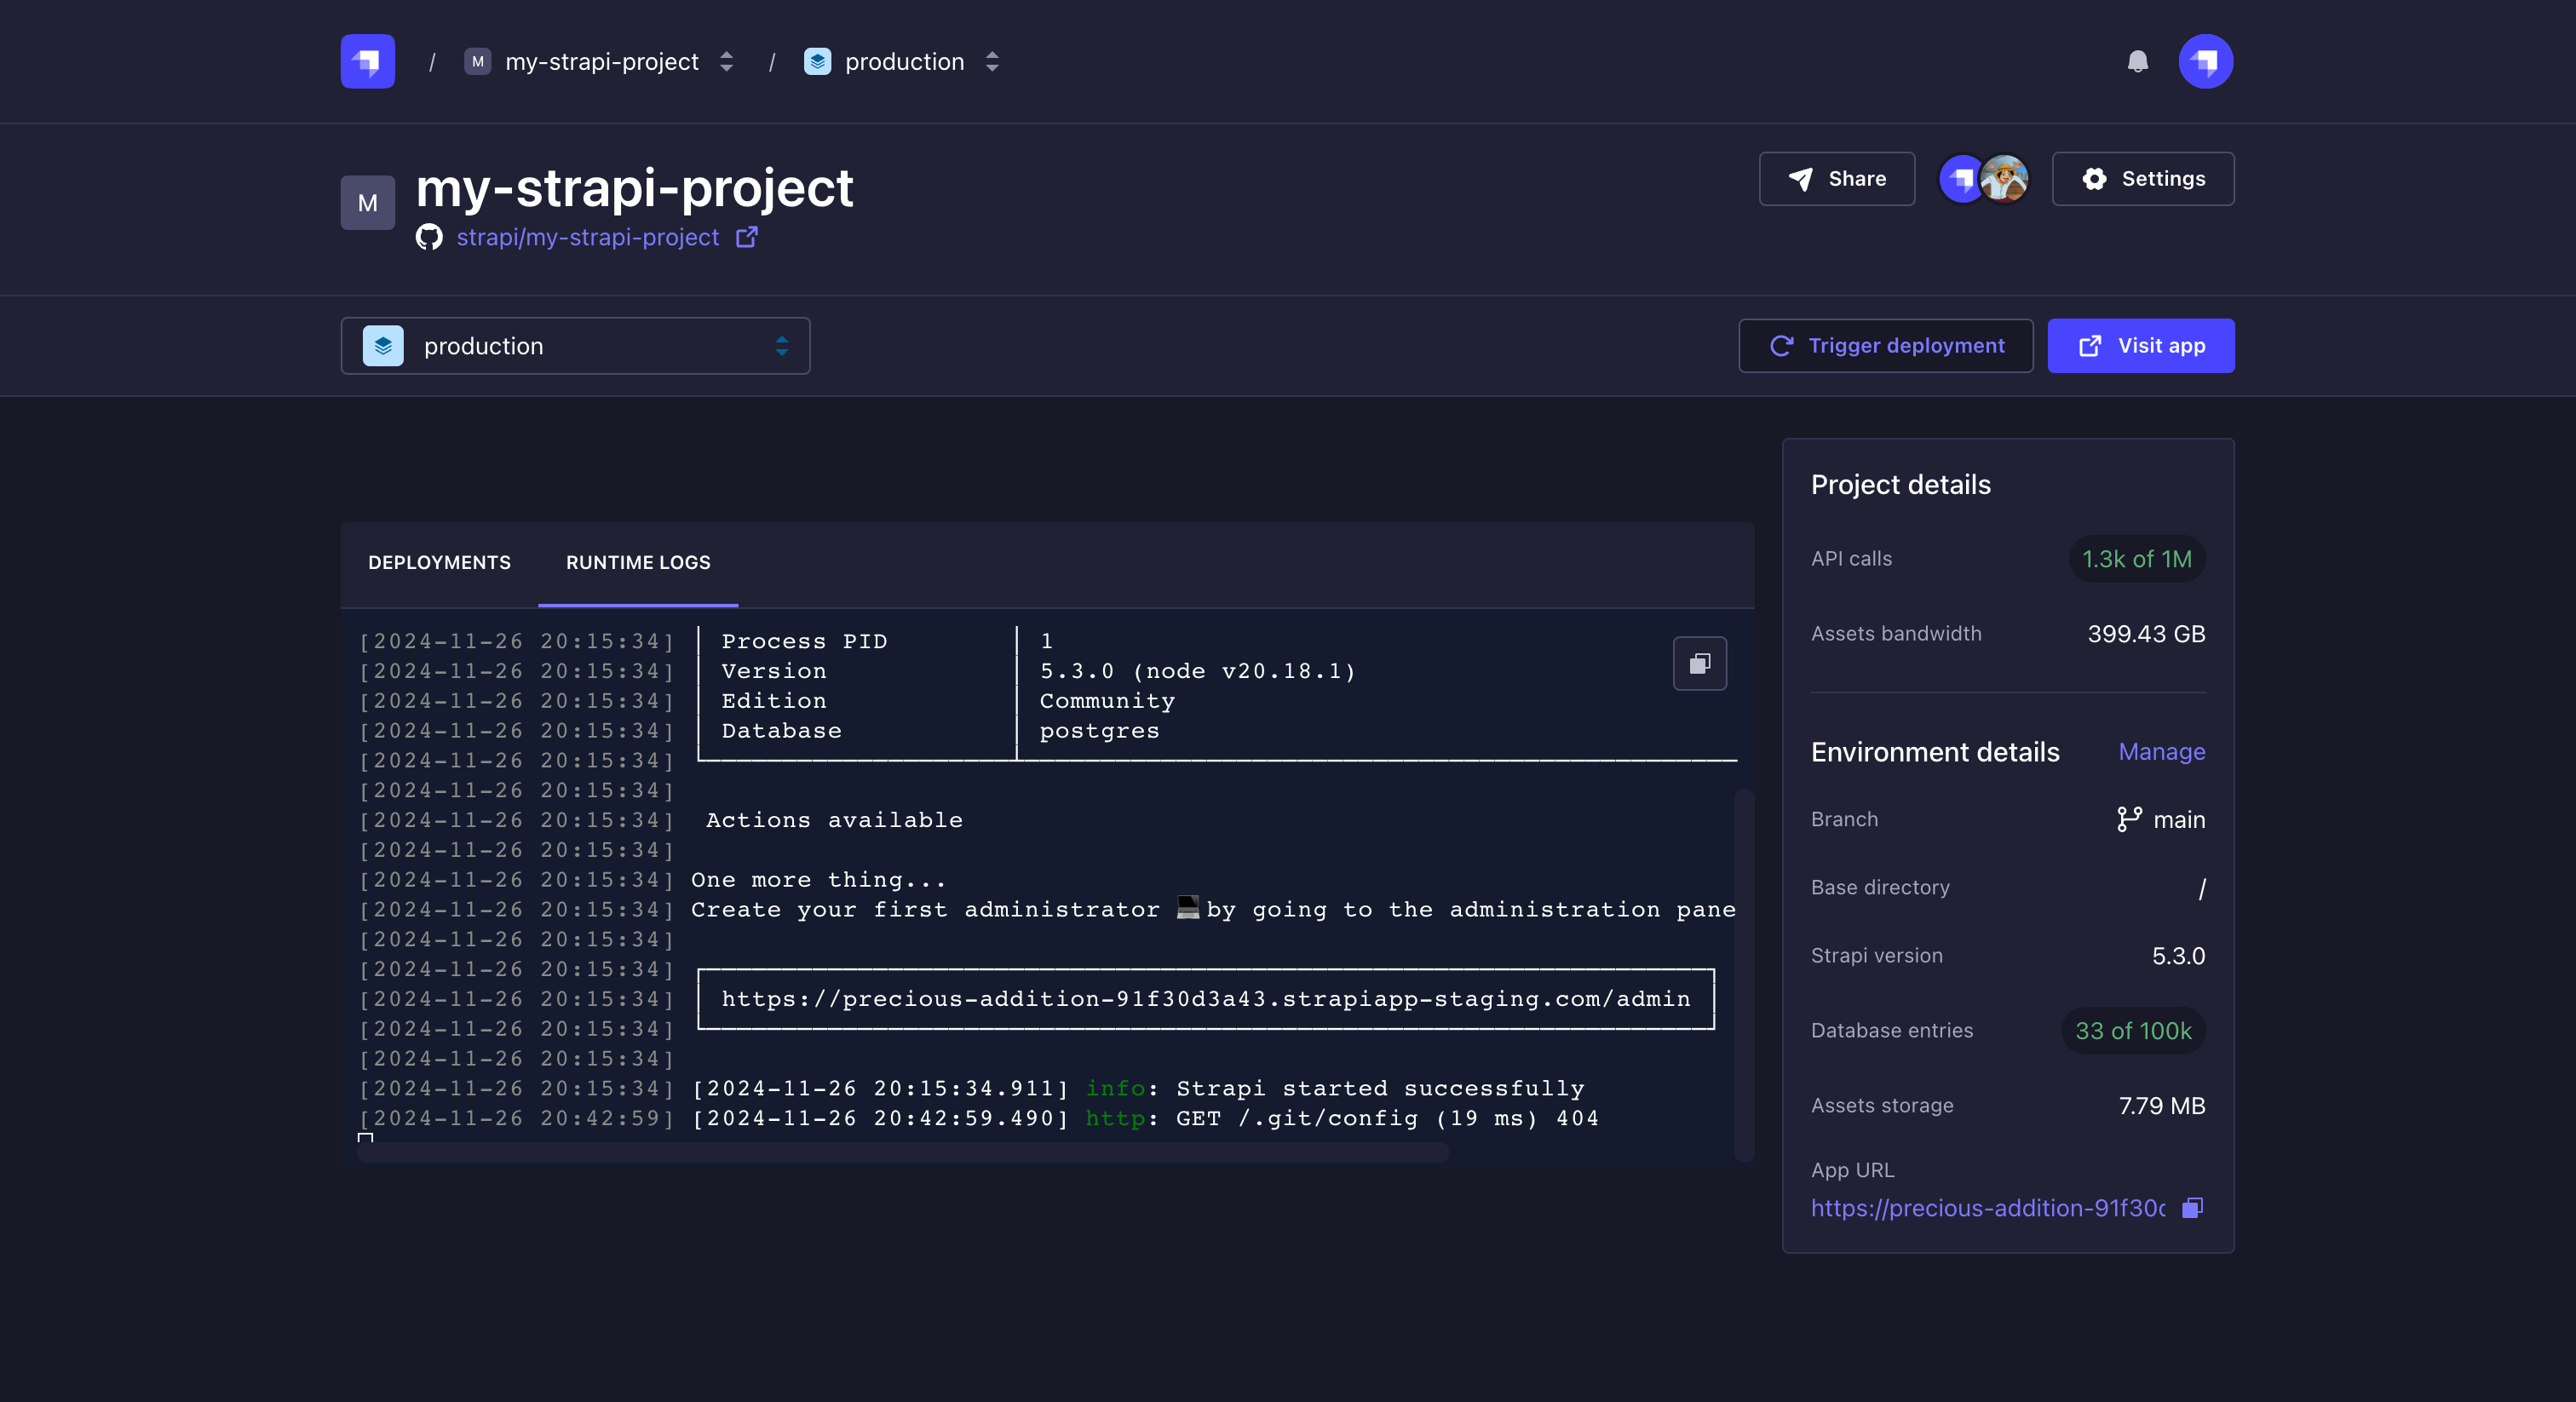 / M my-strapi-project / production
M my-strapi-project
strapi/my-strapi-project
Share
Settings
production
Trigger deployment
Visit app
DEPLOYMENTS
RUNTIME LOGS
[2024-11-26 20:15:34] │ Process PID │ 1
[2024-11-26 20:15:34] │ Version │ 5.3.0 (node v20.18.1)
[2024-11-26 20:15:34] │ Edition │ Community
[2024-11-26 20:15:34] │ Database │ postgres
[2024-11-26 20:15:34]
[2024-11-26 20:15:34]
[2024-11-26 20:15:34] Actions available
[2024-11-26 20:15:34]
[2024-11-26 20:15:34] One more thing...
[2024-11-26 20:15:34] Create your first administrator 💻 by going to the administration pane
[2024-11-26 20:15:34]
[2024-11-26 20:15:34]
[2024-11-26 20:15:34] │ https://precious-addition-91f30d3a43.strapiapp-staging.com/admin │
[2024-11-26 20:15:34]
[2024-11-26 20:15:34]
[2024-11-26 20:15:34] [2024-11-26 20:15:34.911] info: Strapi started successfully
[2024-11-26 20:42:59] [2024-11-26 20:42:59.490] http: GET /.git/config (19 ms) 404
Project details
API calls 1.3k of 1M
Assets bandwidth 399.43 GB
Environment details Manage
Branch main
Base directory /
Strapi version 5.3.0
Database entries 33 of 100k
Assets storage 7.79 MB
App URL
https://precious-addition-91f30